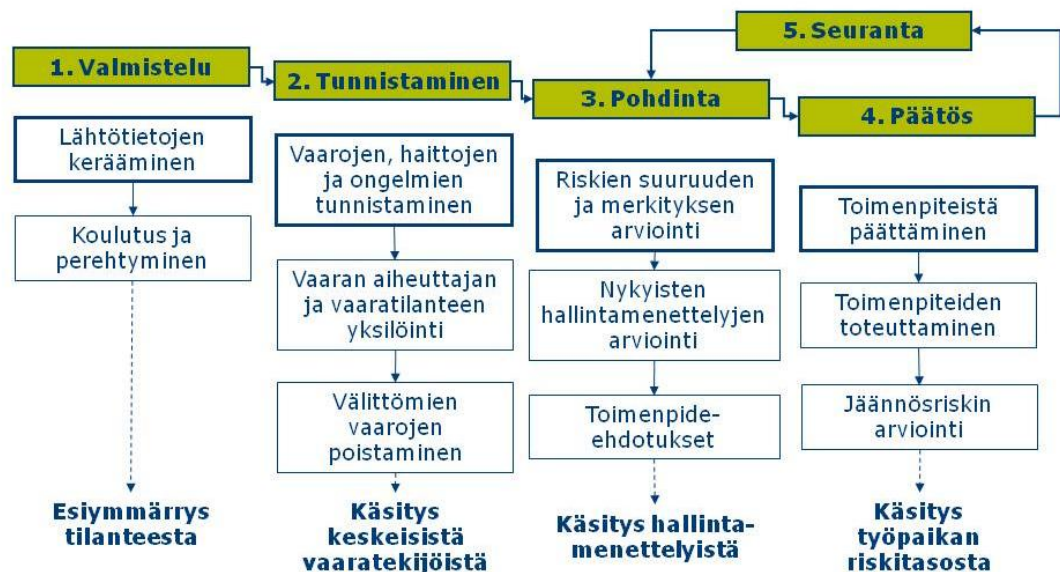 1. Valmistelu
Lähtötietojen
kerääminen
Koulutus ja
perehtyminen
Esiymmärrys
tilanteesta
2. Tunnistaminen
Vaarojen, haittojen
ja ongelmien
tunnistaminen
Vaaran aiheuttajan
ja vaaratilanteen
yksilöinti
Välittömien
vaarojen
poistaminen
Käsitys
keskeisistä
vaaratekijöistä
3. Pohdinta
Riskien suuruuden
ja merkityksen
arviointi
Nykyisten
hallintamenettelyjen
arviointi
Toimenpide-
ehdotukset
Käsitys hallinta-
menettelyistä
4. Päätös
Toimenpiteistä
päättäminen
Toimenpiteiden
toteuttaminen
Jäännösriskin
arviointi
Käsitys
työpaikan
riskitasosta
5. Seuranta